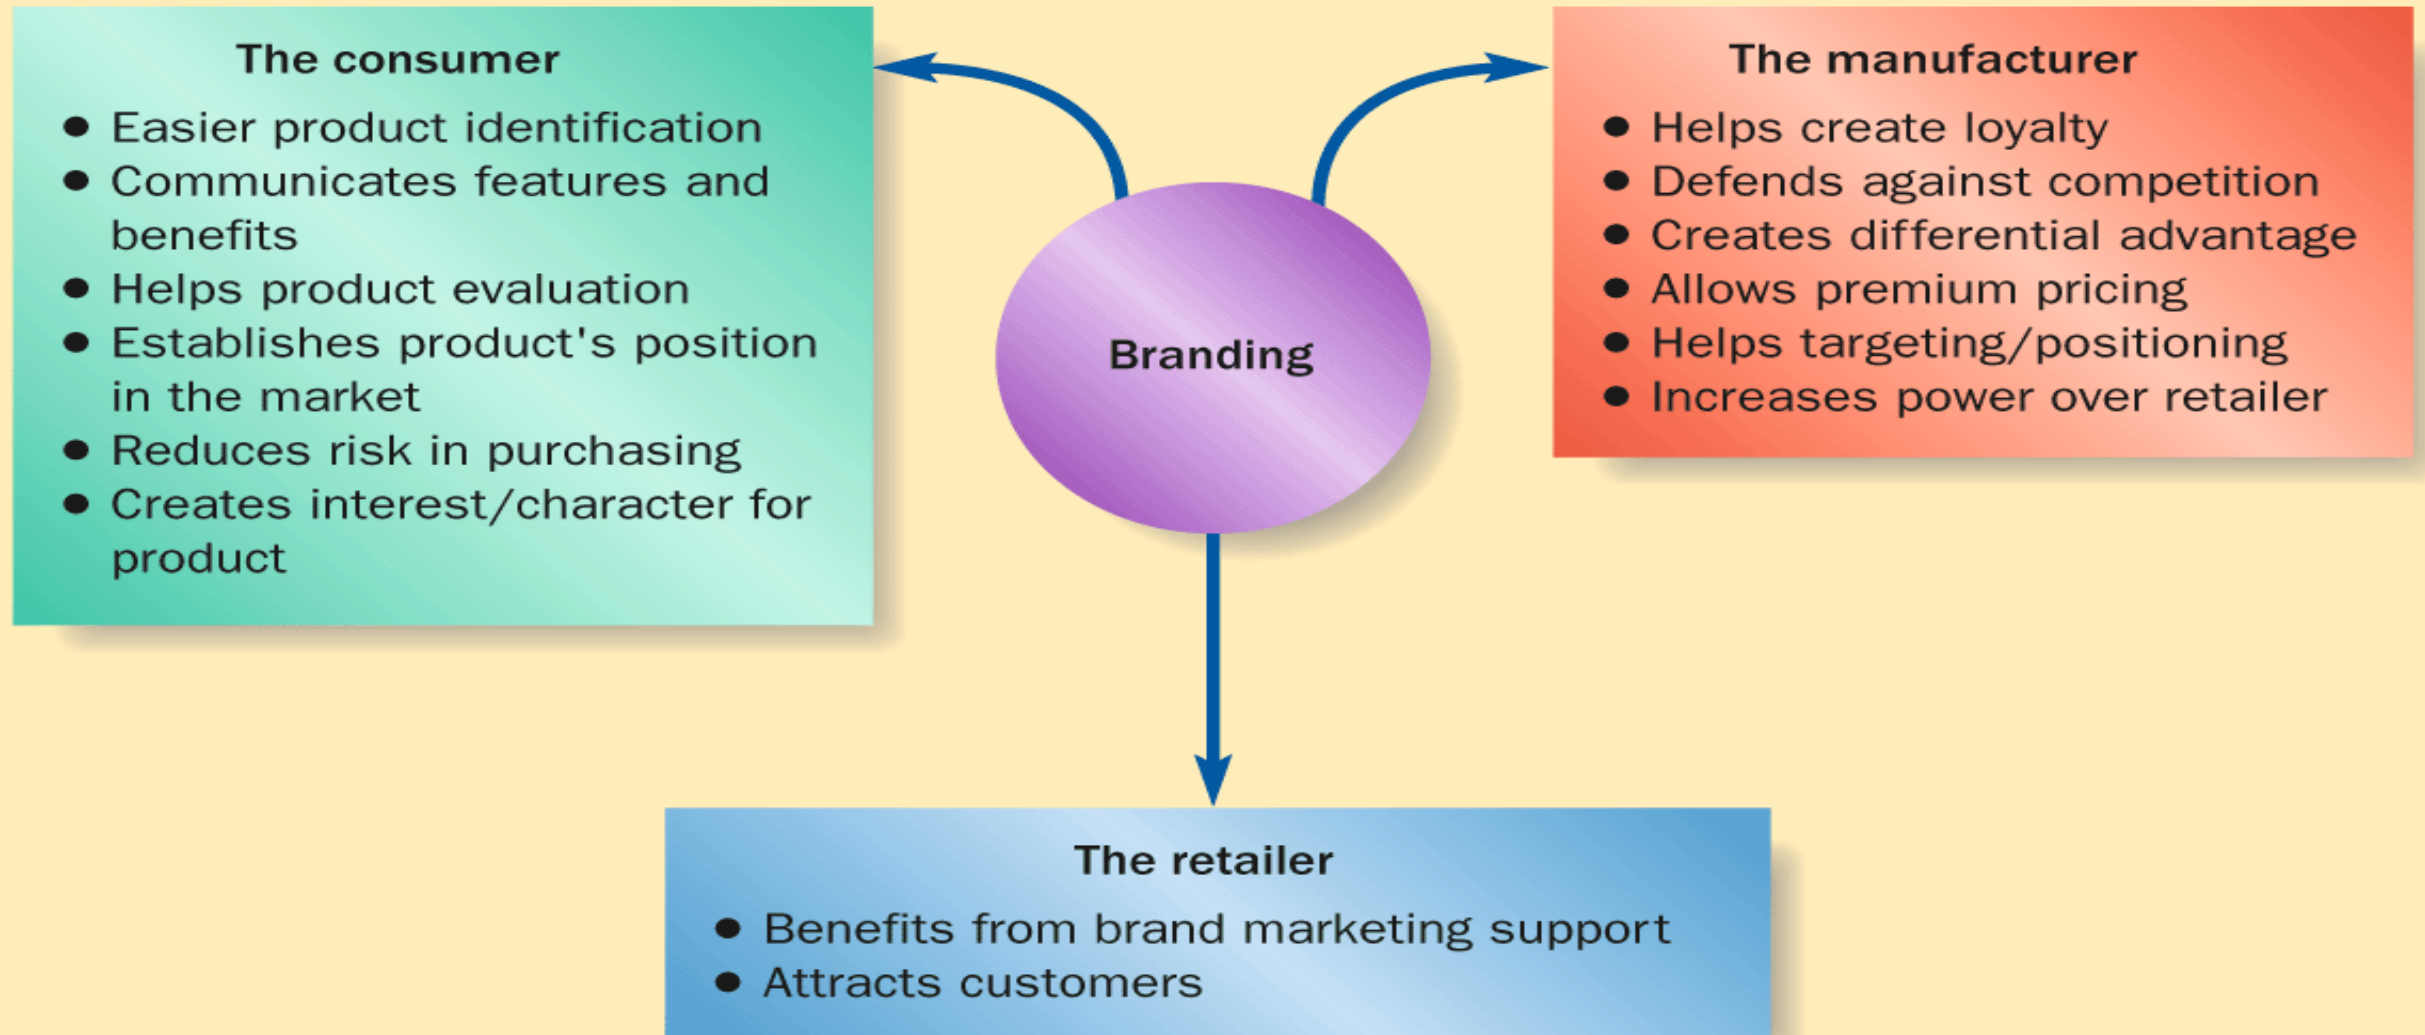 The consumer
● Easier product identification
● Communicates features and
benefits
● Helps product evaluation
● Establishes product's position
in the market
● Reduces risk in purchasing
● Creates interest/character for
product
Branding
The manufacturer
● Helps create loyalty
● Defends against competition
● Creates differential advantage
● Allows premium pricing
● Helps targeting/positioning
● Increases power over retailer
The retailer
● Benefits from brand marketing support
● Attracts customers